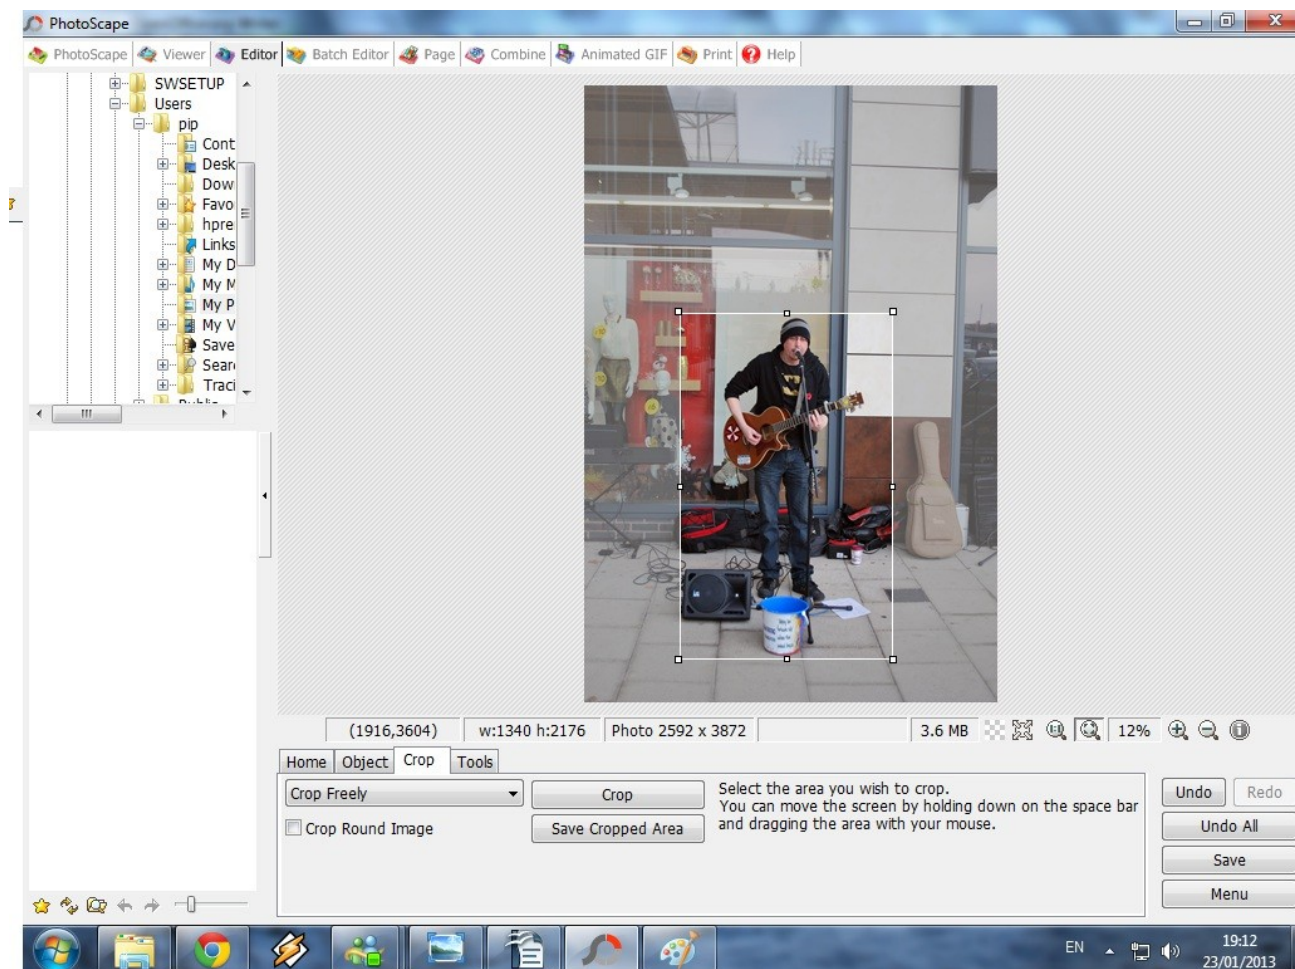 PhotoScape
PhotoScape Viewer Editor Batch Editor Page Combine Animated GIF Print Help
SWSETUP
Users
pip
Cont
Desk
Dow
Favo
hpre
Links
My D
My M
My P
My V
Save
Sear
Traci
(1916,3604) w:1340 h:2176 Photo 2592 x 3872 3.6 MB 12%
Home Object Crop Tools
Crop Freely Crop
Crop Round Image Save Cropped Area
Select the area you wish to crop.
You can move the screen by holding down on the space bar
and dragging the area with your mouse.
Undo Redo
Undo All
Save
Menu
EN 19:12
23/01/2013